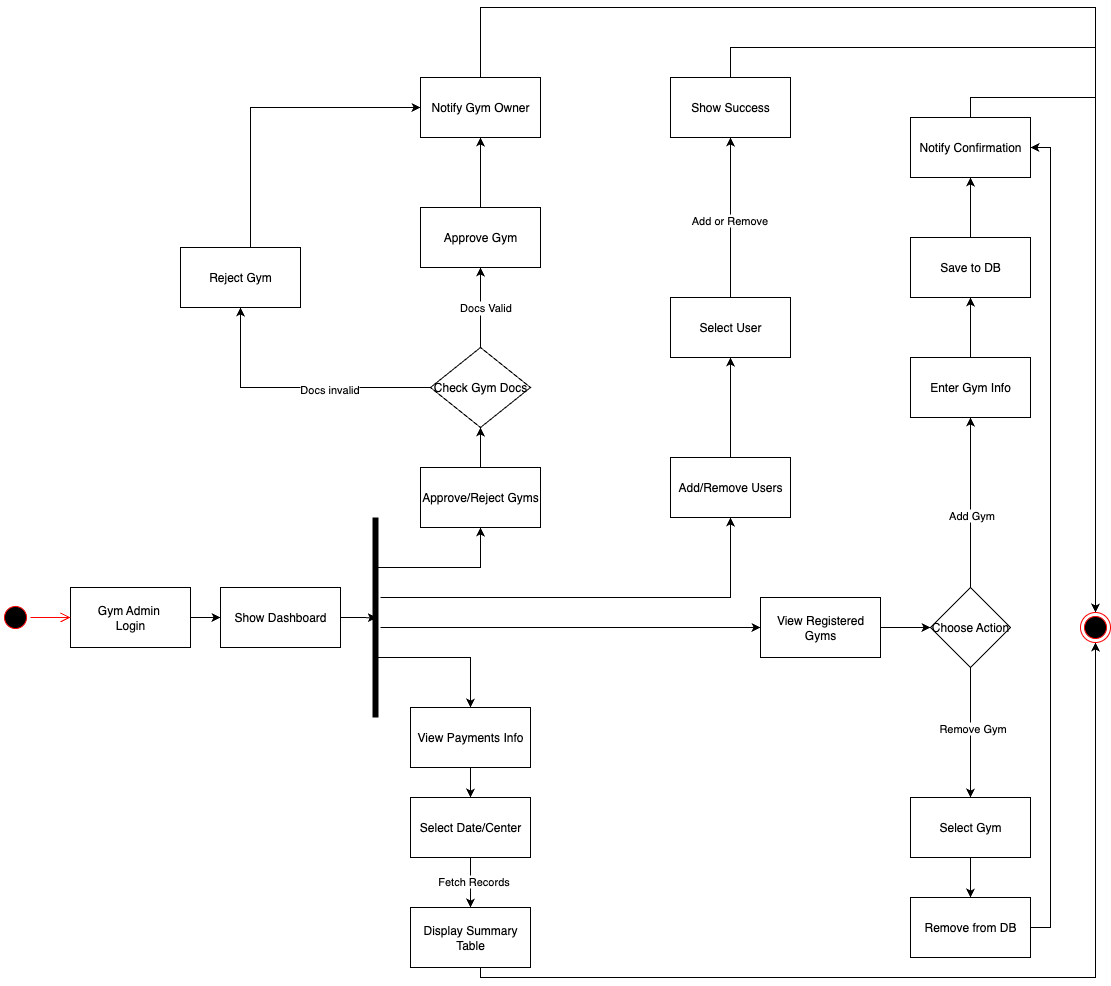 Notify Gym Owner
Show Success
Notify Confirmation
Add or Remove
Approve Gym
Reject Gym
Save to DB
Docs Valid
Select User
Check Gym Docs
Docs invalid
Enter Gym Info
Approve/Reject Gyms
Add/Remove Users
Add Gym
Gym Admin
Login
Show Dashboard
View Registered
Gyms
Choose Action
Remove Gym
View Payments Info
Select Date/Center
Select Gym
Fetch Records
Display Summary
Table
Remove from DB